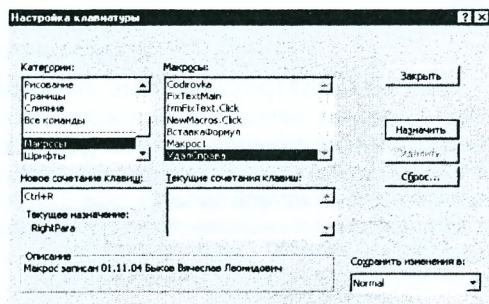 Настройка клавиатуры
Категории:
Рисование
Границы
Слияние
Все команды
Макросы
Шрифты
Макросы:
Codirovka
FixTextMain
frmFixText.Click
NewMacros.Click
ВставкаФормул
Макрос1
УдалСправа
Закрыть
Назначить
Удалить
Сброс...
Новое сочетание клавиш:
Ctrl+R
Текущие сочетания клавиш:
Текущее назначение:
RightPara
Описание
Макрос записан 01.11.04 Быков Вячеслав Леонидович
Сохранить изменения в:
Normal